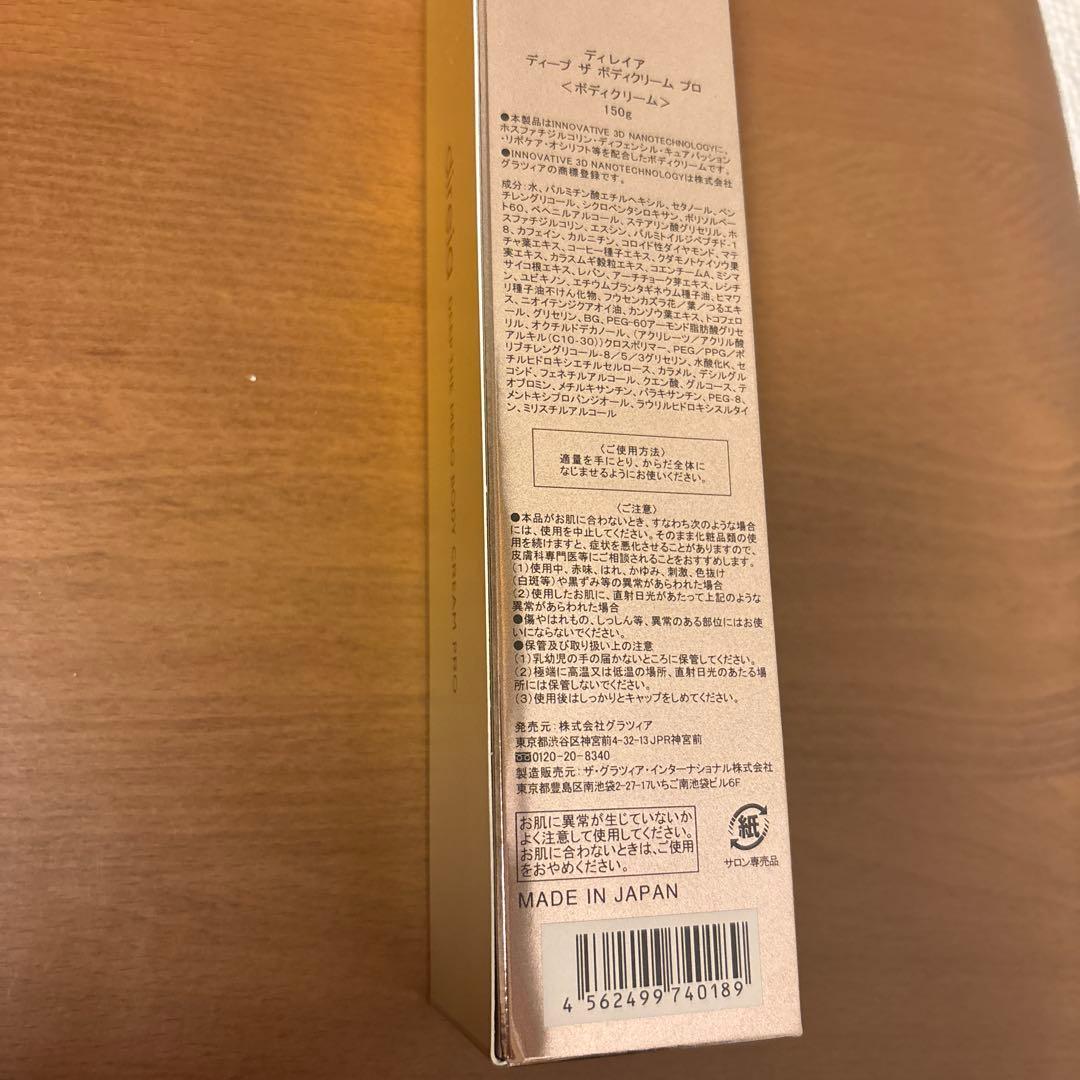 ディレイア
ディープ ザ ボディクリーム プロ
<ボディクリーム>
150g
●本製品はINNOVATIVE 3D NANOTECHNOLOGYに、
ホスファチジルコリン・ディフェンシル・キュアパッション
・リポケア・オシリフト等を配合したボディクリームです。
●INNOVATIVE 3D NANOTECHNOLOGYは株式会社
グラツィアの商標登録です。
成分:水、パルミチン酸エチルヘキシル、セタノール、ペン
チレングリコール、シクロペンタシロキサン、ポリソルベー
ト60、ベヘニルアルコール、ステアリン酸グリセリル、ホ
スファチジルコリン、エスシン、パルミトイルジペプチド-1
8、カフェイン、カルニチン、コロイド性ダイヤモンド、マテ
チャ葉エキス、コーヒー種子エキス、クダモノトケイソウ果
実エキス、カラスムギ穀粒エキス、コエンチームA、ミシマ
サイコ根エキス、レパン、アーチチョーク芽エキス、レシチ
ン、ユビキノン、エチウムプランタギネウム種子油、ヒマワ
リ種子油不けん化物、フウセンカズラ花/葉/つるエキ
ス、ニオイテンジクアオイ油、カンゾウ葉エキス、トコフェロ
ール、グリセリン、BG、PEG-60アーモンド脂肪酸グリセ
リル、オクチルドデカノール、(アクリレーツ/アクリル酸
アルキル(C10-30))クロスポリマー、PEG/PPG/ポ
リブチレングリコール-8/5/3グリセリン、水酸化K、セ
チルヒドロキシエチルセルロース、カラメル、デシルグル
コシド、フェネチルアルコール、クエン酸、グルコース、テ
オブロミン、メチルキサンチン、パラキサンチン、PEG-8、
メントキシプロパンジオール、ラウリルヒドロキシスルタイ
ン、ミリスチルアルコール
〈ご使用方法〉
適量を手にとり、からだ全体に
なじませるようにお使いください。
〈ご注意〉
●本品がお肌に合わないとき、すなわち次のような場合
には、使用を中止してください。そのまま化粧品類の使
用を続けますと、症状を悪化させることがありますので、
皮膚科専門医等にご相談されることをおすすめします。
(1)使用中、赤味、はれ、かゆみ、刺激、色抜け
(白斑等)や黒ずみ等の異常があらわれた場合
(2)使用したお肌に、直射日光があたって上記のような
異常があらわれた場合
●傷やはれもの、しっしん等、異常のある部位にはお使
いにならないでください。
●保管及び取り扱い上の注意
(1)乳幼児の手の届かないところに保管してください。
(2)極端に高温又は低温の場所、直射日光のあたる場
所には保管しないでください。
(3)使用後はしっかりとキャップをしめてください。
発売元:株式会社グラツィア
東京都渋谷区神宮前4-32-13 JPR神宮前
0120-20-8340
製造販売元:ザ・グラツィア・インターナショナル株式会社
東京都豊島区南池袋2-27-17いちご南池袋ビル6F
お肌に異常が生じていないか
よく注意して使用してください。
お肌に合わないときは、ご使用
をおやめください。
紙
サロン専売品
MADE IN JAPAN
4 562499 740189
BODY CREAM PRO